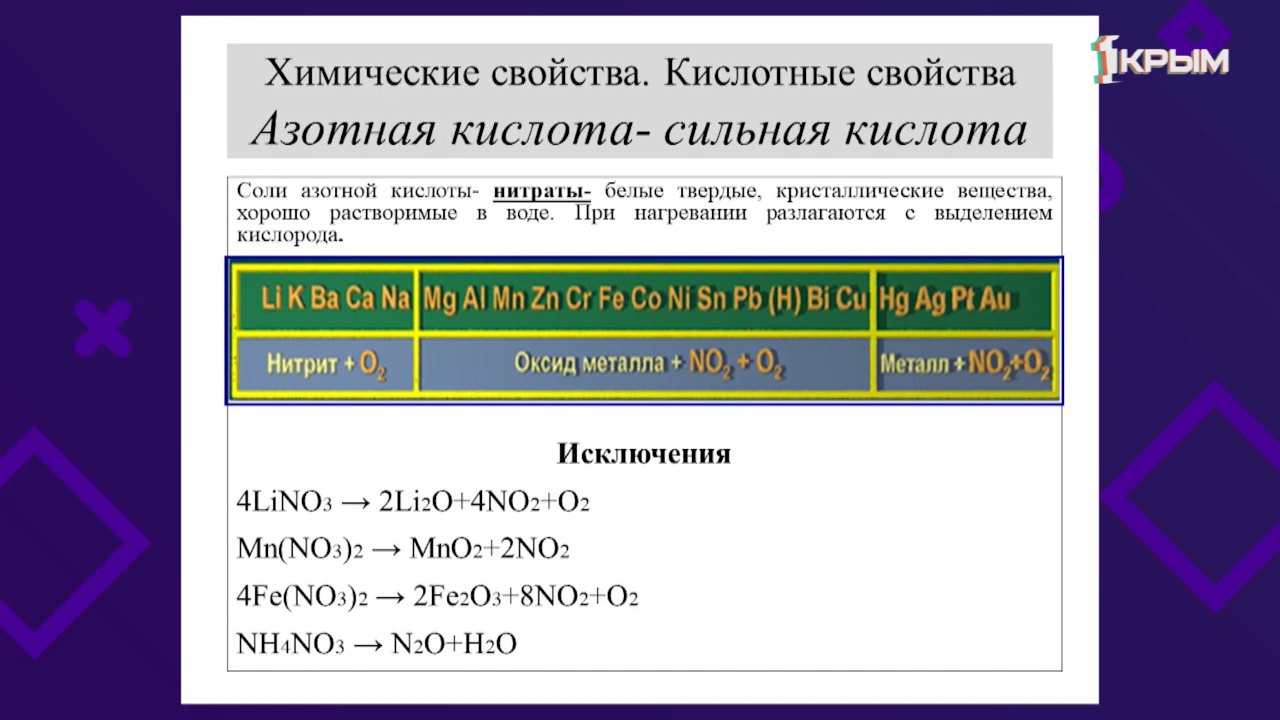 Химические свойства. Кислотные свойства
Азотная кислота- сильная кислота
1КРЫМ
Соли азотной кислоты- нитраты- белые твердые, кристаллические вещества,
хорошо растворимые в воде. При нагревании разлагаются с выделением
кислорода.
Li K Ba Ca Na Mg Al Mn Zn Cr Fe Co Ni Sn Pb (H) Bi Cu Hg Ag Pt Au
Нитрит + O2 Оксид металла + NO2 + O2 Металл + NO2+O2
Исключения
4LiNO3 → 2Li2O+4NO2+O2
Mn(NO3)2 → MnO2+2NO2
4Fe(NO3)2 → 2Fe2O3+8NO2+O2
NH4NO3 → N2O+H2O